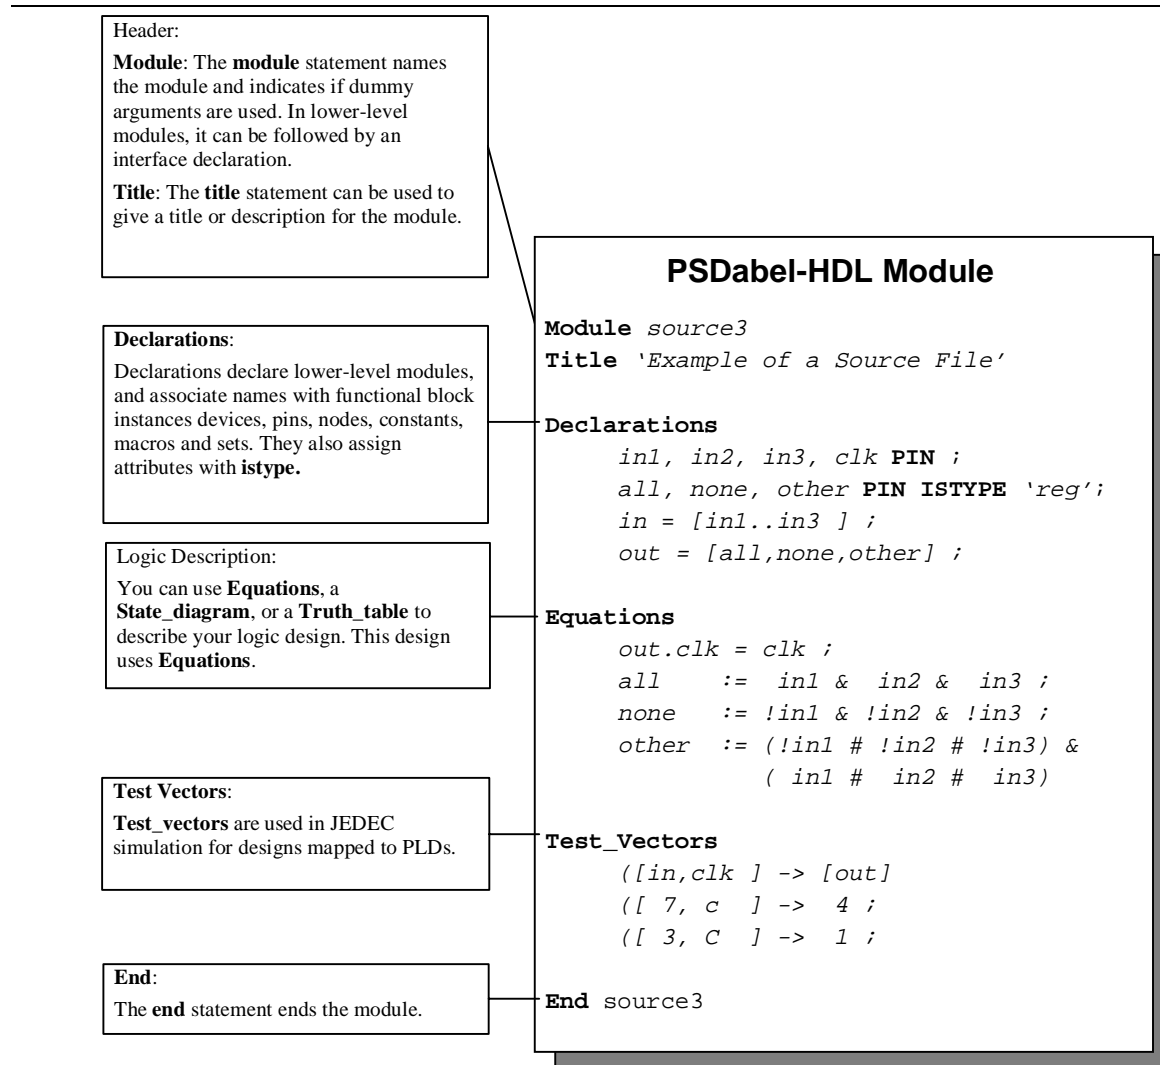 Header:
Module: The module statement names
the module and indicates if dummy
arguments are used. In lower-level
modules, it can be followed by an
interface declaration.
Title: The title statement can be used to
give a title or description for the module.
Declarations:
Declarations declare lower-level modules,
and associate names with functional block
instances devices, pins, nodes, constants,
macros and sets. They also assign
attributes with istype.
Logic Description:
You can use Equations, a
State_diagram, or a Truth_table to
describe your logic design. This design
uses Equations.
Test Vectors:
Test_vectors are used in JEDEC
simulation for designs mapped to PLDs.
End:
The end statement ends the module.
PSDabel-HDL Module
Module source3
Title ‘Example of a Source File’
Declarations
in1, in2, in3, clk PIN ;
all, none, other PIN ISTYPE ‘reg’;
in = [in1..in3 ] ;
out = [all,none,other] ;
Equations
out.clk = clk ;
all := in1 & in2 & in3 ;
none := !in1 & !in2 & !in3 ;
other := (!in1 # !in2 # !in3) &
( in1 # in2 # in3)
Test_Vectors
([in,clk ] -> [out]
([ 7, c ] -> 4 ;
([ 3, C ] -> 1 ;
End source3